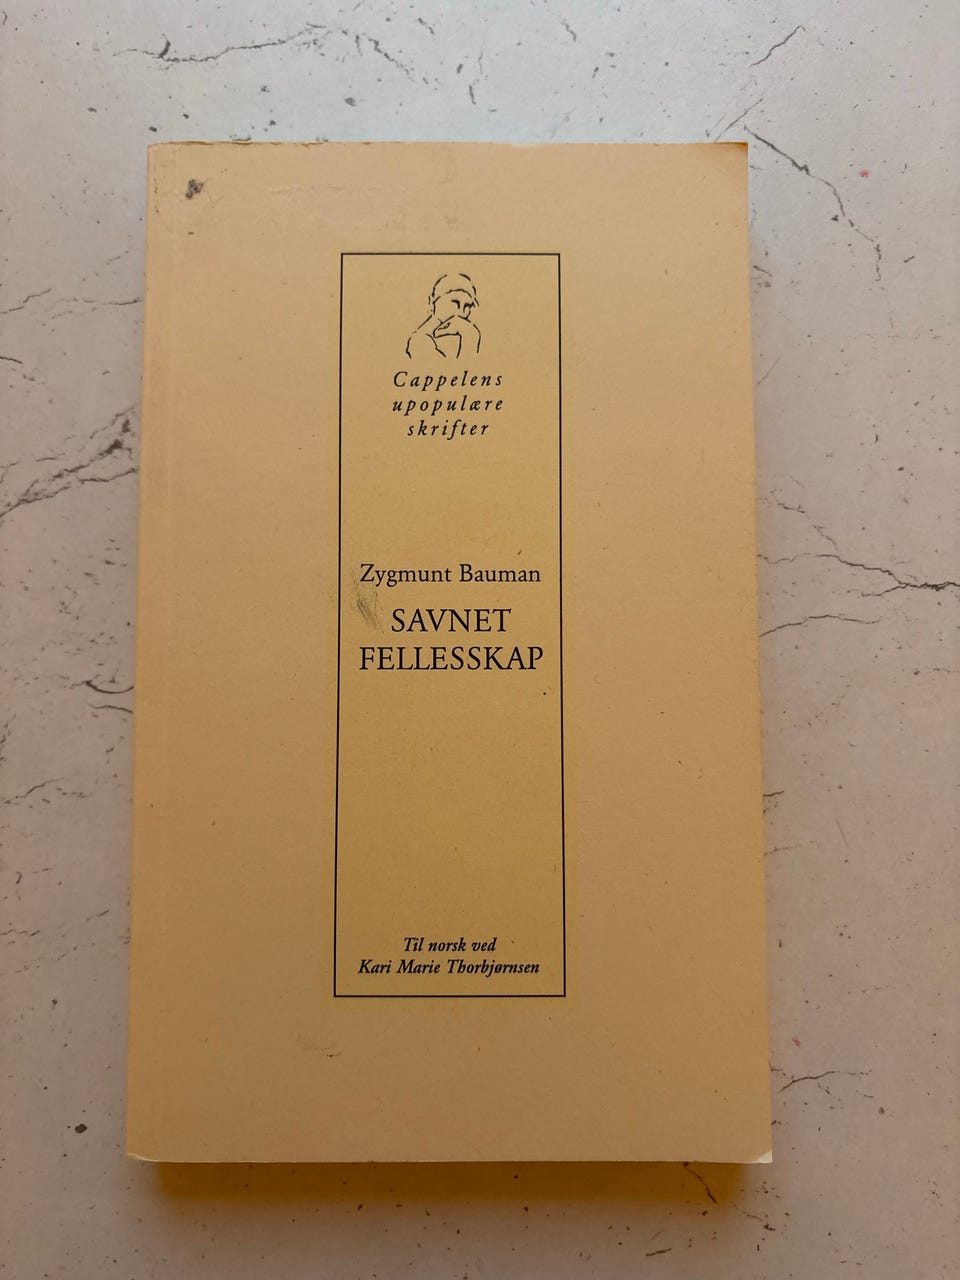 Cappelens
upopulære
skrifter
Zygmunt Bauman
SAVNET
FELLESSKAP
Til norsk ved
Kari Marie Thorbjørnsen